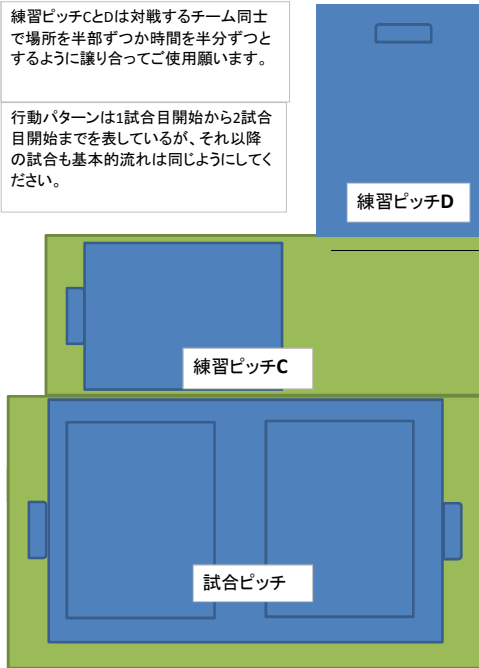 練習ピッチCとDは対戦するチーム同士
で場所を半部ずつか時間を半分ずつと
するように譲り合ってご使用願います。
行動パターンは1試合目開始から2試合
目開始までを表しているが、それ以降
の試合も基本的流れは同じようにしてく
ださい。
練習ピッチD
練習ピッチC
試合ピッチ